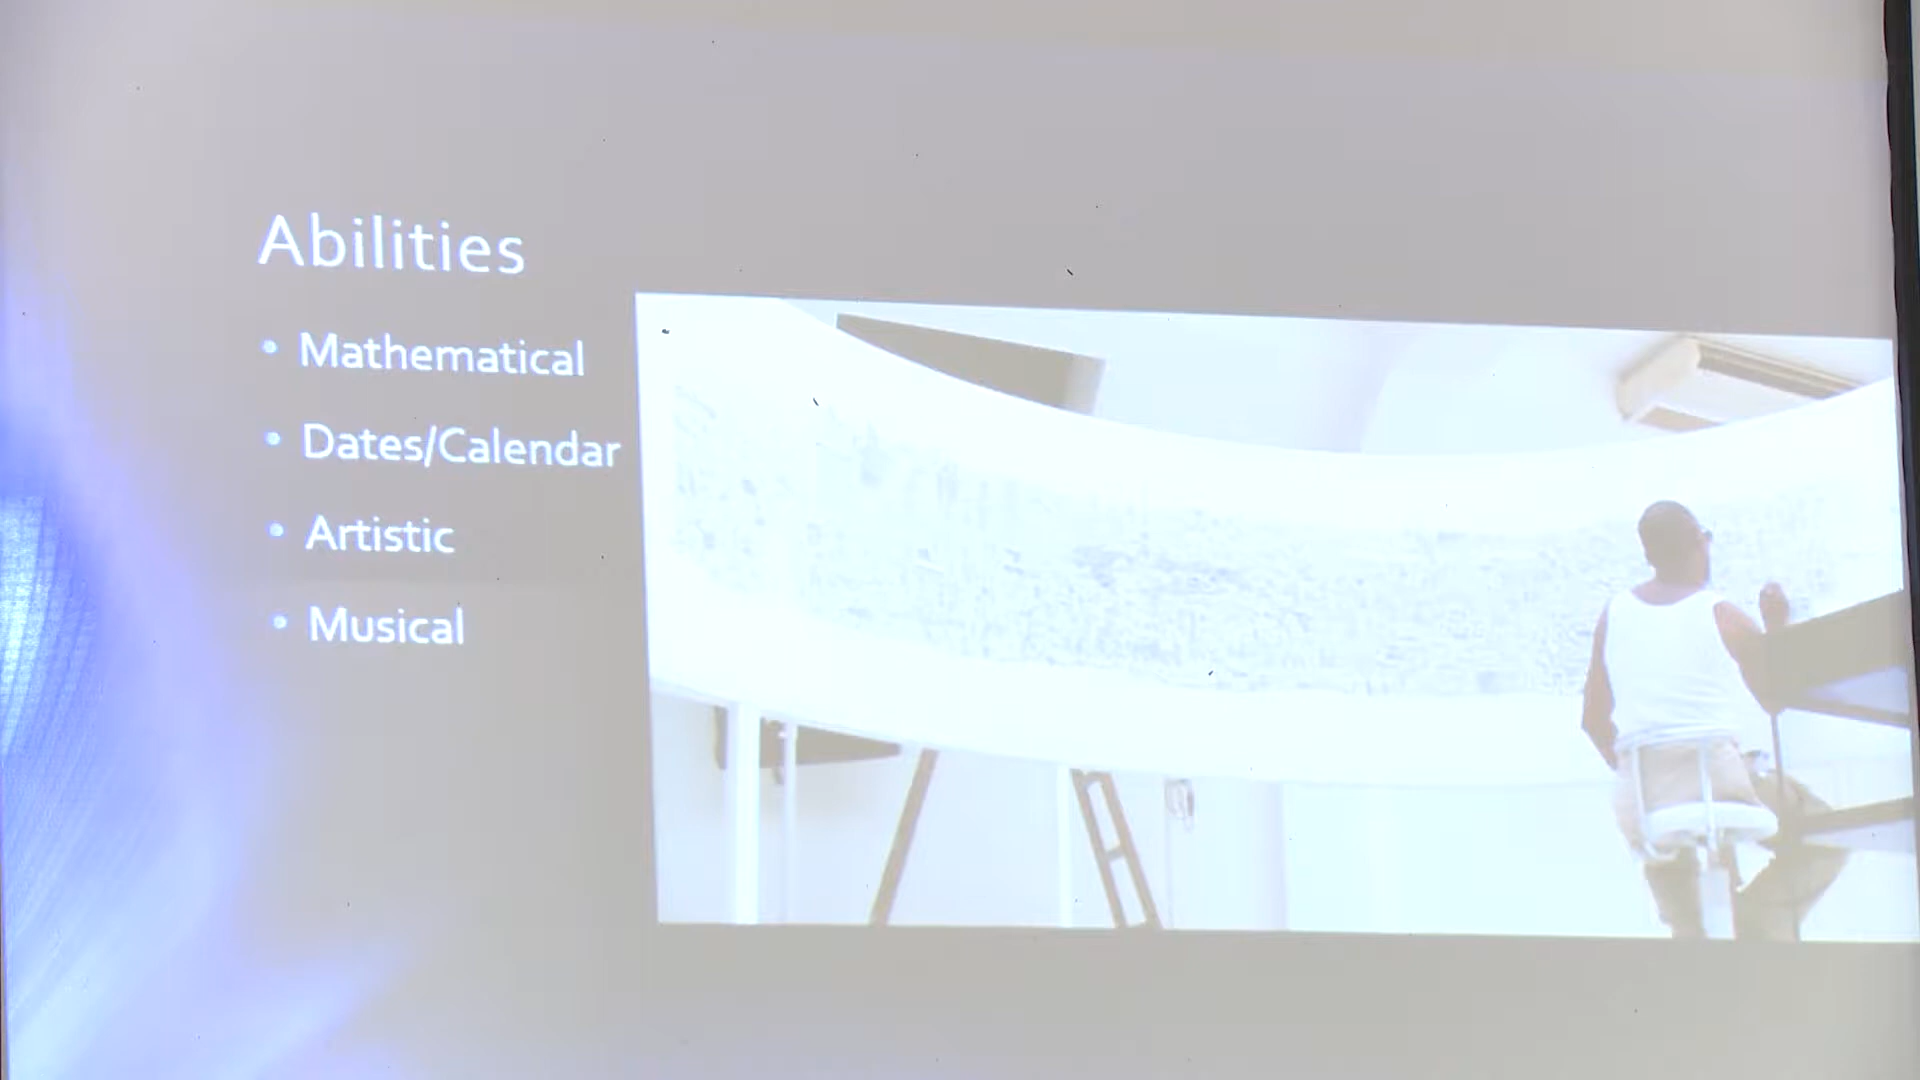 Abilities
• Mathematical
• Dates/Calendar
• Artistic
• Musical